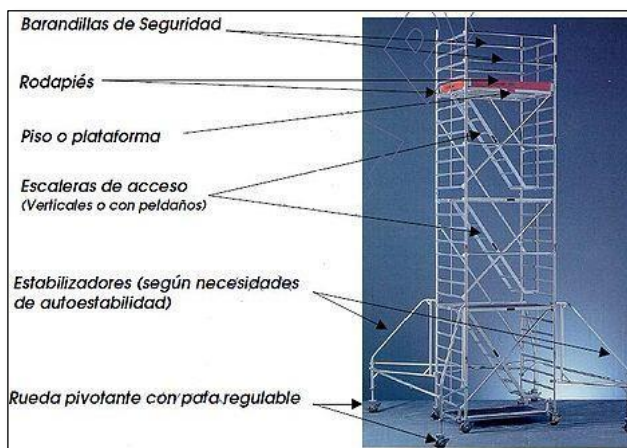 Barandillas de Seguridad
Rodapiés
Piso o plataforma
Escaleras de acceso
(Verticales o con peldaños)
Estabilizadores (según necesidades
de autoestabilidad)
Rueda pivotante con pata regulable